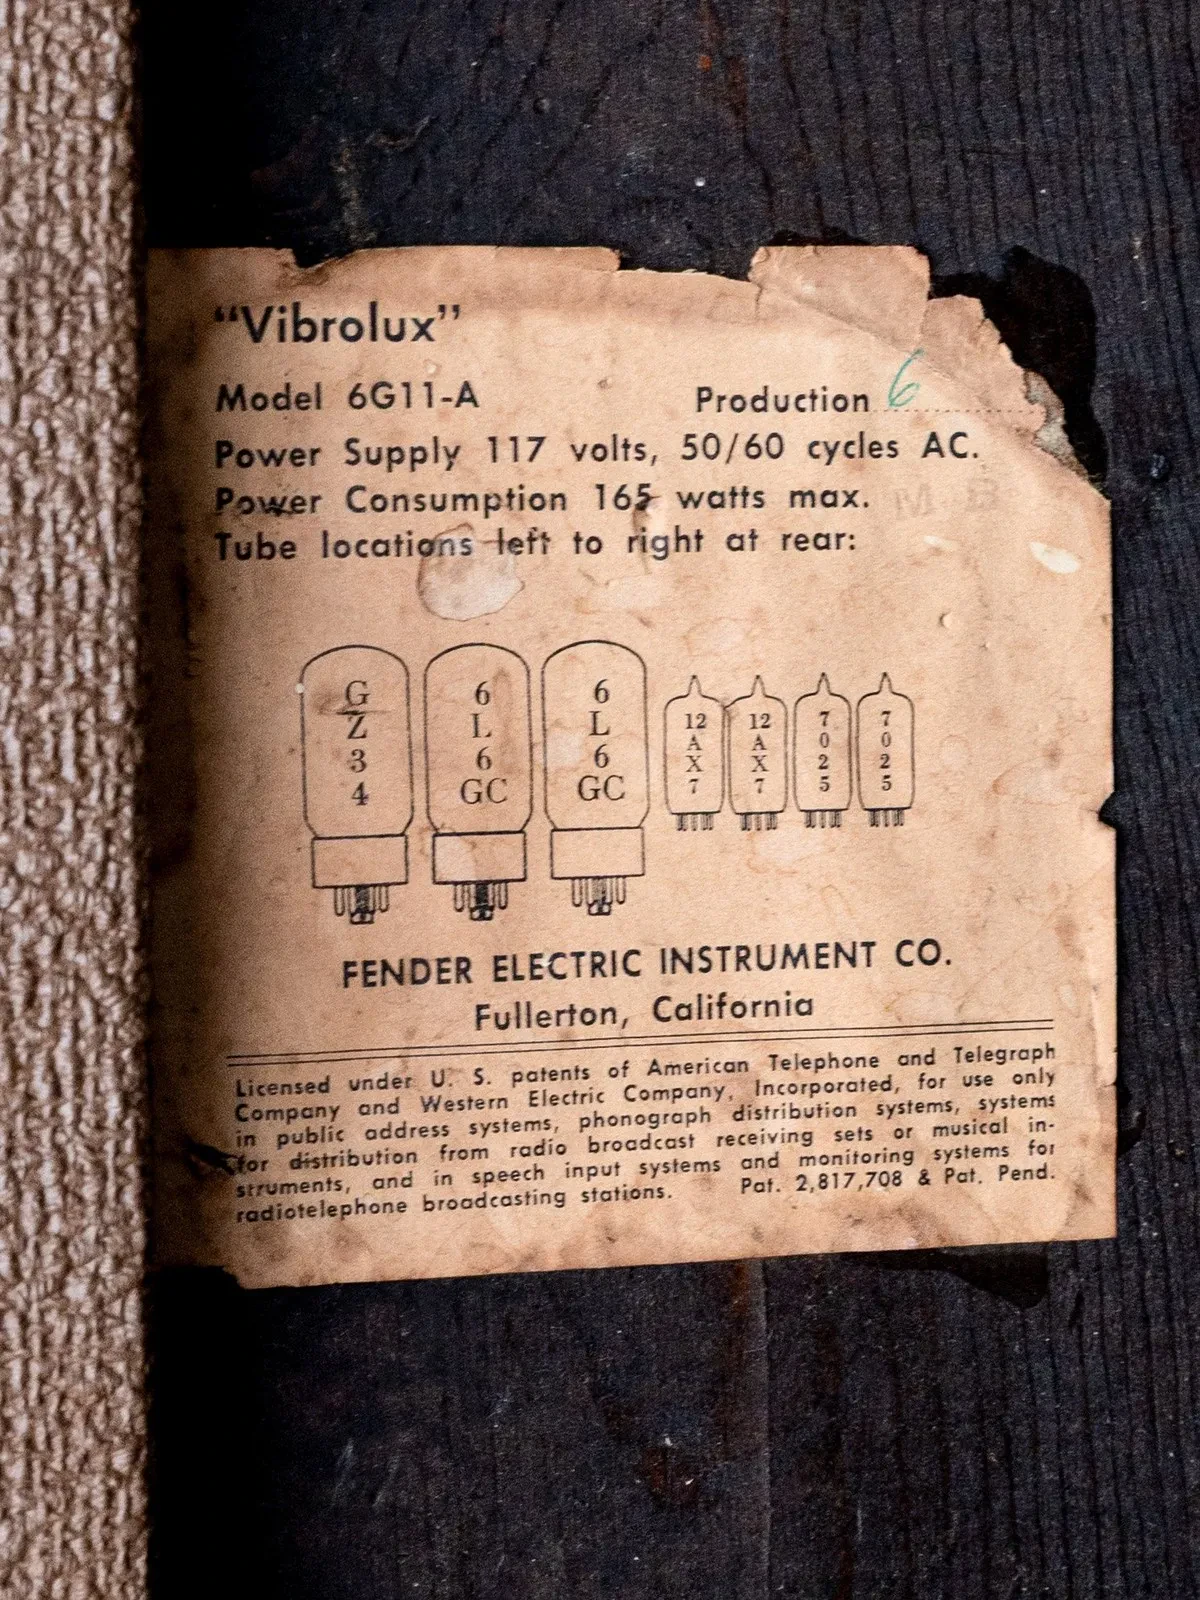 “Vibrolux”
Model 6G11-A Production 6
Power Supply 117 volts, 50/60 cycles AC.
Power Consumption 165 watts max.
Tube locations left to right at rear:
GZ34 6L6GC 6L6GC 12AX7 12AX7 7025 7025
FENDER ELECTRIC INSTRUMENT CO.
Fullerton, California
Licensed under U. S. patents of American Telephone and Telegraph
Company and Western Electric Company, Incorporated, for use only
in public address systems, phonograph distribution systems, systems
for distribution from radio broadcast receiving sets or musical in-
struments, and in speech input systems and monitoring systems for
radiotelephone broadcasting stations. Pat. 2,817,708 & Pat. Pend.